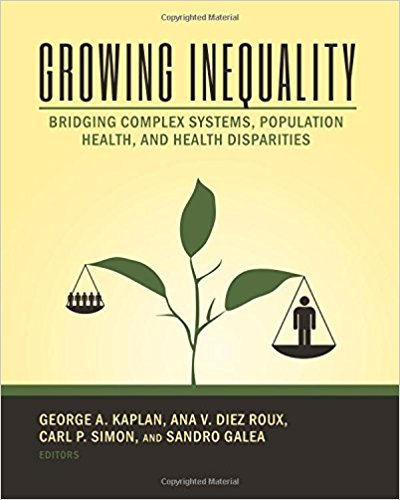 Copyrighted Material
GROWING INEQUALITY
BRIDGING COMPLEX SYSTEMS, POPULATION
HEALTH, AND HEALTH DISPARITIES
GEORGE A. KAPLAN, ANA V. DIEZ ROUX,
CARL P. SIMON, AND SANDRO GALEA
EDITORS
Copyrighted Material